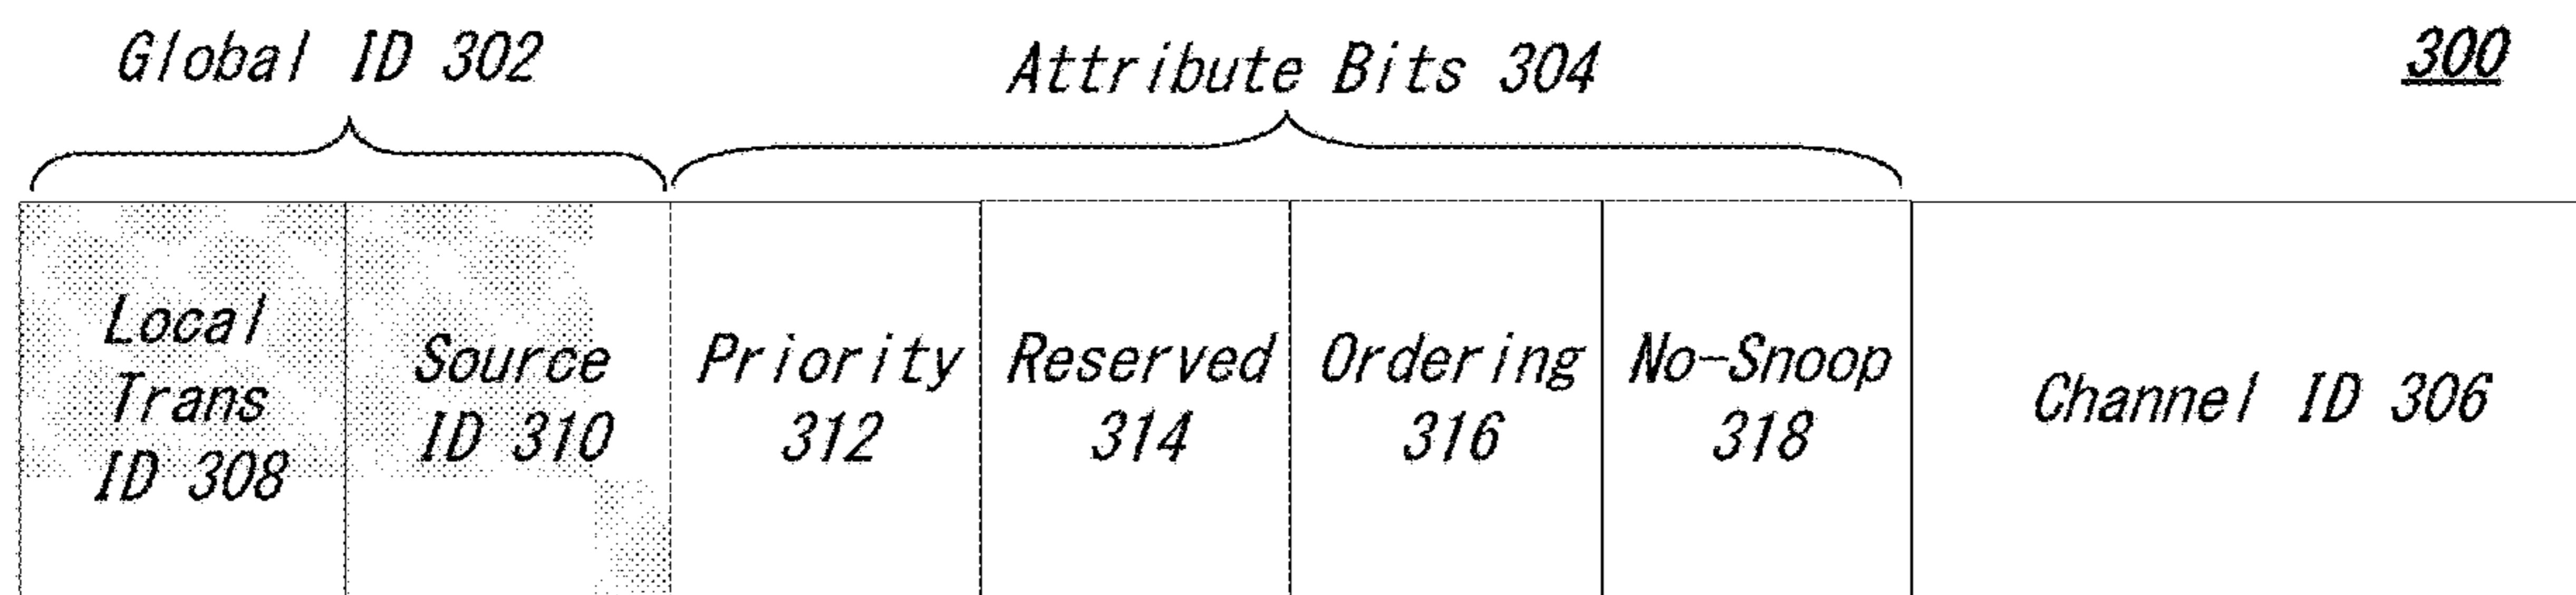 Global ID 302
Attribute Bits 304
300
Local
Trans
ID 308
Source
ID 310
Priority
312
Reserved
314
Ordering
316
No-Snoop
318
Channel ID 306